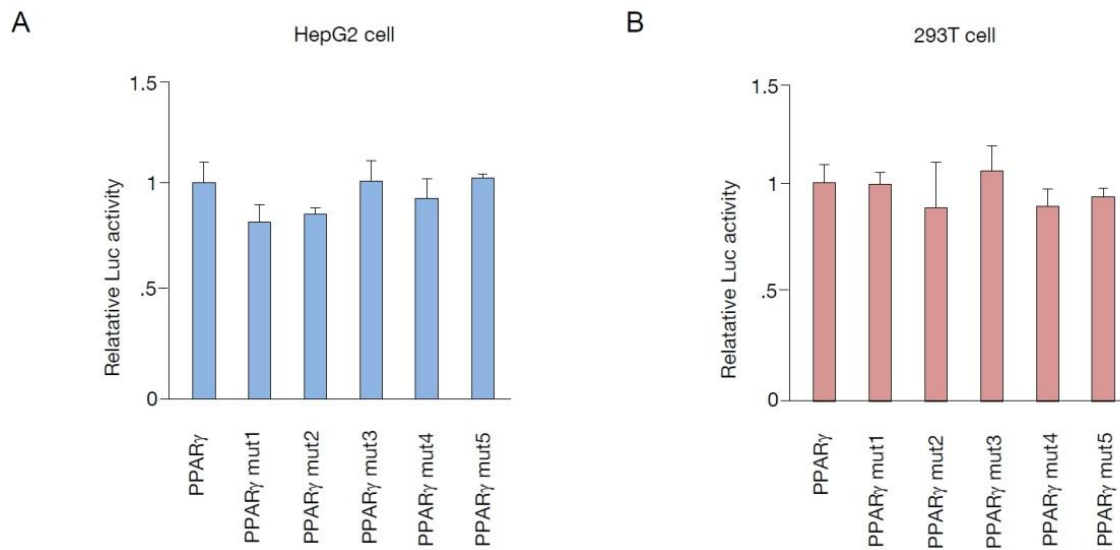 A
HepG2 cell
Relatative Luc activity
1.5
1
.5
0
PPARγ
PPARγ mut1
PPARγ mut2
PPARγ mut3
PPARγ mut4
PPARγ mut5
B
293T cell
Relatative Luc activity
1.5
1
.5
0
PPARγ
PPARγ mut1
PPARγ mut2
PPARγ mut3
PPARγ mut4
PPARγ mut5